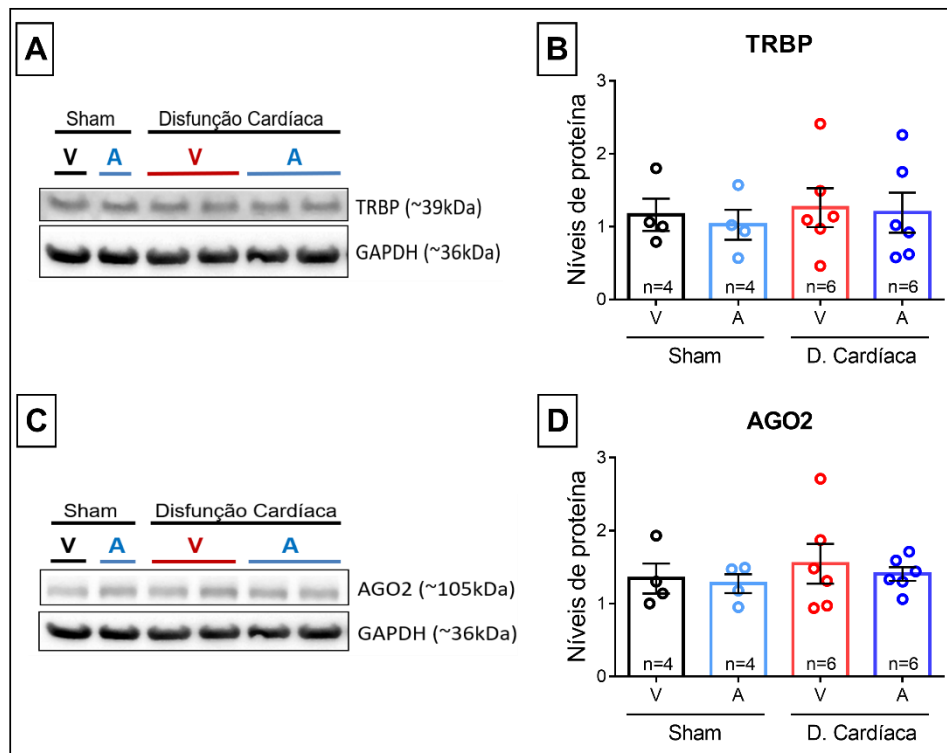 A
Sham Disfunção Cardíaca
V A V A
TRBP (~39kDa)
GAPDH (~36kDa)
B
TRBP
Níveis de proteína
3
2
1
0
n=4 n=4 n=6 n=6
V A V A
Sham D. Cardíaca
C
Sham Disfunção Cardíaca
V A V A
AGO2 (~105kDa)
GAPDH (~36kDa)
D
AGO2
Níveis de proteína
3
2
1
0
n=4 n=4 n=6 n=6
V A V A
Sham D. Cardíaca